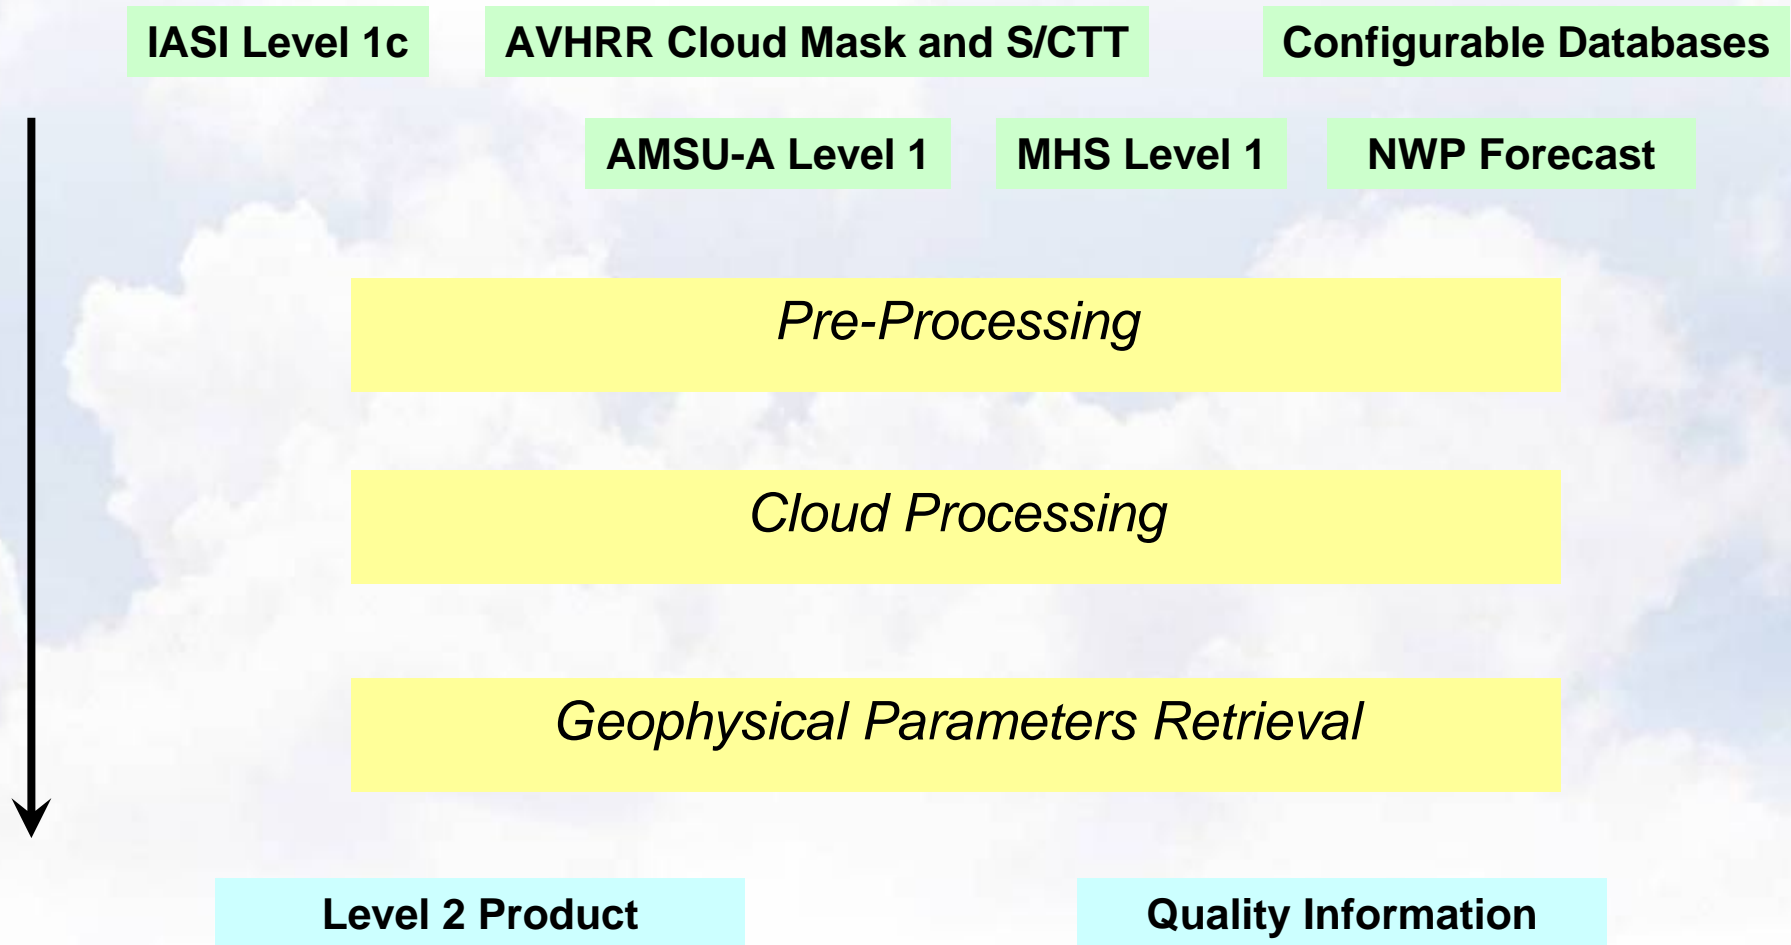 IASI Level 1c
AVHRR Cloud Mask and S/CTT
Configurable Databases
AMSU-A Level 1
MHS Level 1
NWP Forecast
Pre-Processing
Cloud Processing
Geophysical Parameters Retrieval
Level 2 Product
Quality Information